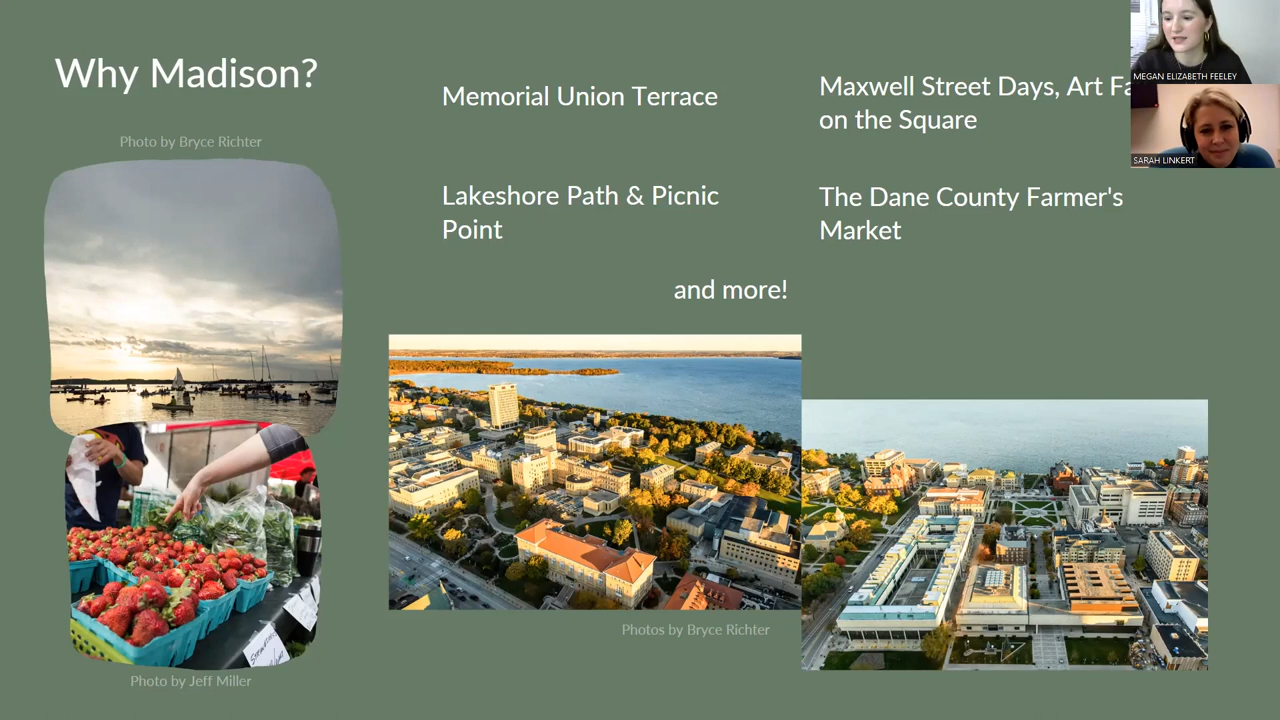 Why Madison?
Photo by Bryce Richter
Memorial Union Terrace
Maxwell Street Days, Art
on the Square
Lakeshore Path & Picnic
Point
The Dane County Farmer's
Market
and more!
Photos by Bryce Richter
Photo by Jeff Miller
MEGAN ELIZABETH FEELEY
SARAH LINKERT